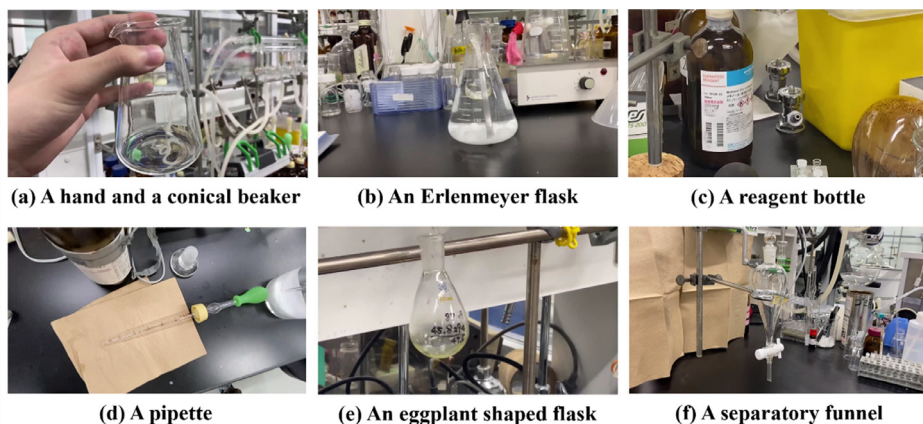 (a) A hand and a conical beaker
(b) An Erlenmeyer flask
(c) A reagent bottle
(d) A pipette
(e) An eggplant shaped flask
(f) A separatory funnel